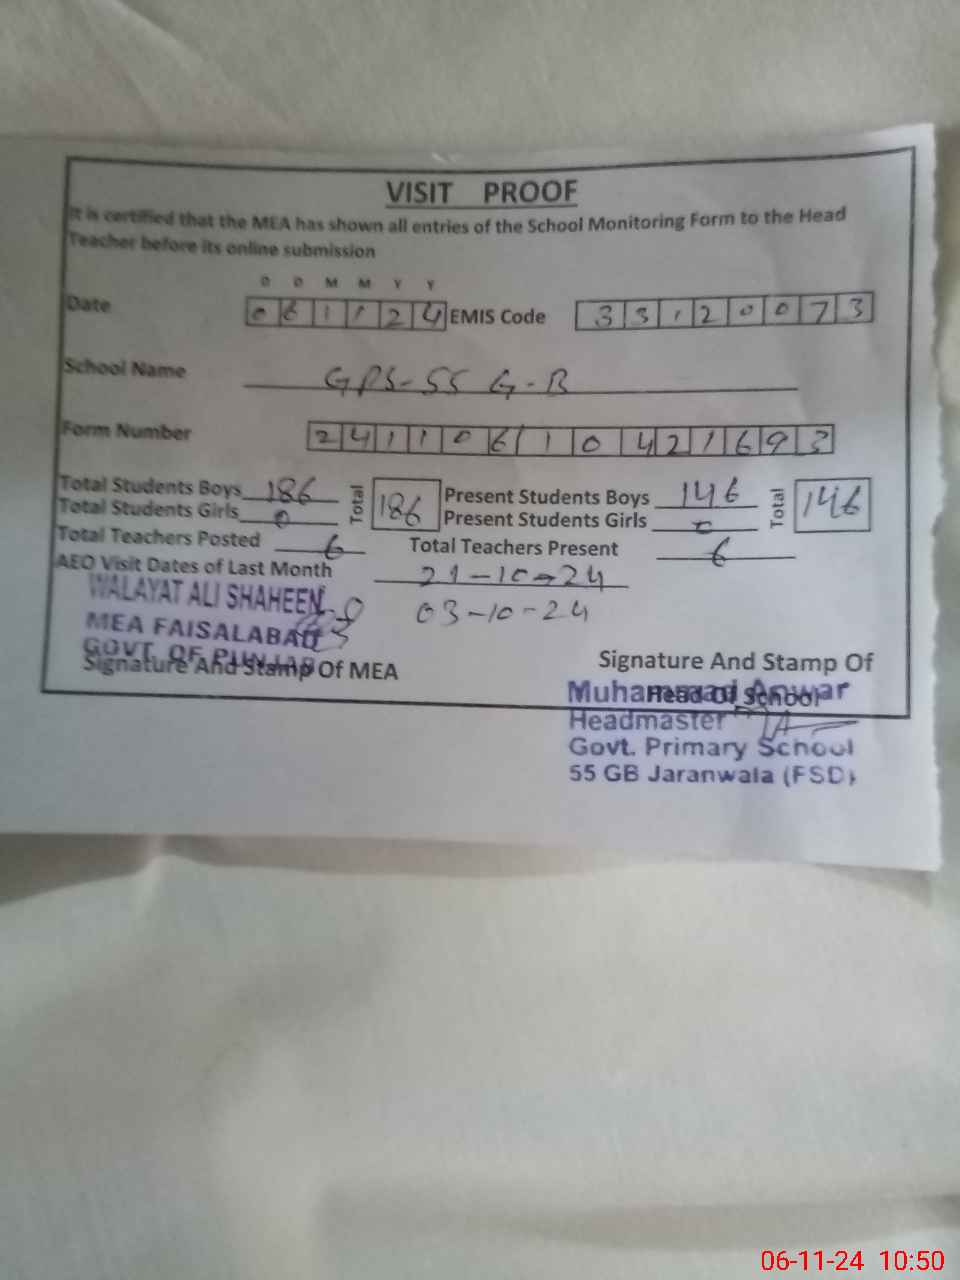 VISIT PROOF
It is certified that the MEA has shown all entries of the School Monitoring Form to the Head
Teacher before its online submission
D D M M Y Y
Date 0 6 1 1 2 4 EMIS Code 3 3 1 2 0 0 7 3
School Name GPS-55 G-B
Form Number 2 4 1 1 0 6 1 0 4 2 1 6 9 3
Total Students Boys 186 Total 186 Present Students Boys 146 Total 146
Total Students Girls 0 Present Students Girls 0
Total Teachers Posted 6 Total Teachers Present 6
AEO Visit Dates of Last Month 21-10-24
03-10-24
WALAYAT ALI SHAHEEN
MEA FAISALABAD
GOVT. OF PUNJAB
Signature And Stamp Of MEA
Signature And Stamp Of
Head Of School
Muhammad Anwar
Headmaster
Govt. Primary School
55 GB Jaranwala (FSD)
06-11-24 10:50